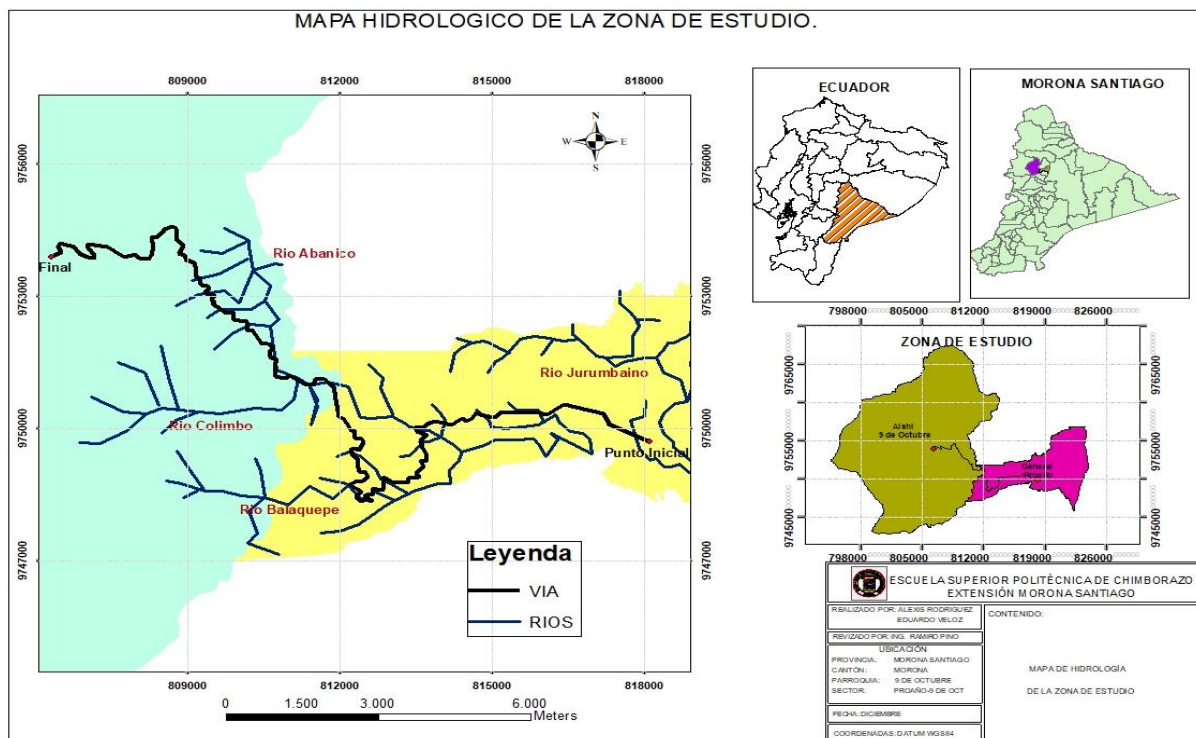 MAPA HIDROLOGICO DE LA ZONA DE ESTUDIO.
809000 812000 815000 818000
9756000 9756000
9753000 9753000
9750000 9750000
9747000 9747000
809000 812000 815000 818000
N
W E
S
Final
Rio Abanico
Rio Jurumbaino
Rio Colimbo
Punto Inicial
Rio Balaquepe
Leyenda
VIA
RIOS
0 1.500 3.000 6.000
Meters
ECUADOR
MORONA SANTIAGO
798000 805000 812000 819000 826000
ZONA DE ESTUDIO
9765000 9765000
9755000 9755000
9745000 9745000
9 de Octubre
General
Proaño
798000 805000 812000 819000 826000
ESCUELA SUPERIOR POLITÈCNICA DE CHIMBORAZO
EXTENSIÓN MORONA SANTIAGO
REALIZADO POR: ALEXIS RODRIGUEZ
EDUARDO VELOZ
REVIZADO POR: ING. RAMIRO PINO
UBICACIÓN
PROVINCIA: MORONA SANTIAGO
CANTÓN: MORONA
PARROQUIA: 9 DE OCTUBRE
SECTOR: PROAÑO-9 DE OCT
FECHA: DICIEMBRE
COORDENADAS: DATUM WGS84
CONTENIDO:
MAPA DE HIDROLOGÍA
DE LA ZONA DE ESTUDIO